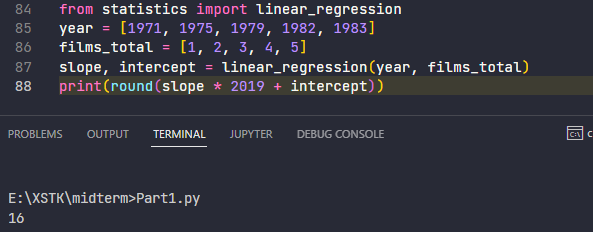 84 from statistics import linear_regression
85 year = [1971, 1975, 1979, 1982, 1983]
86 films_total = [1, 2, 3, 4, 5]
87 slope, intercept = linear_regression(year, films_total)
88 print(round(slope * 2019 + intercept))
PROBLEMS OUTPUT TERMINAL JUPYTER DEBUG CONSOLE c
E:\XSTK\midterm>Part1.py
16